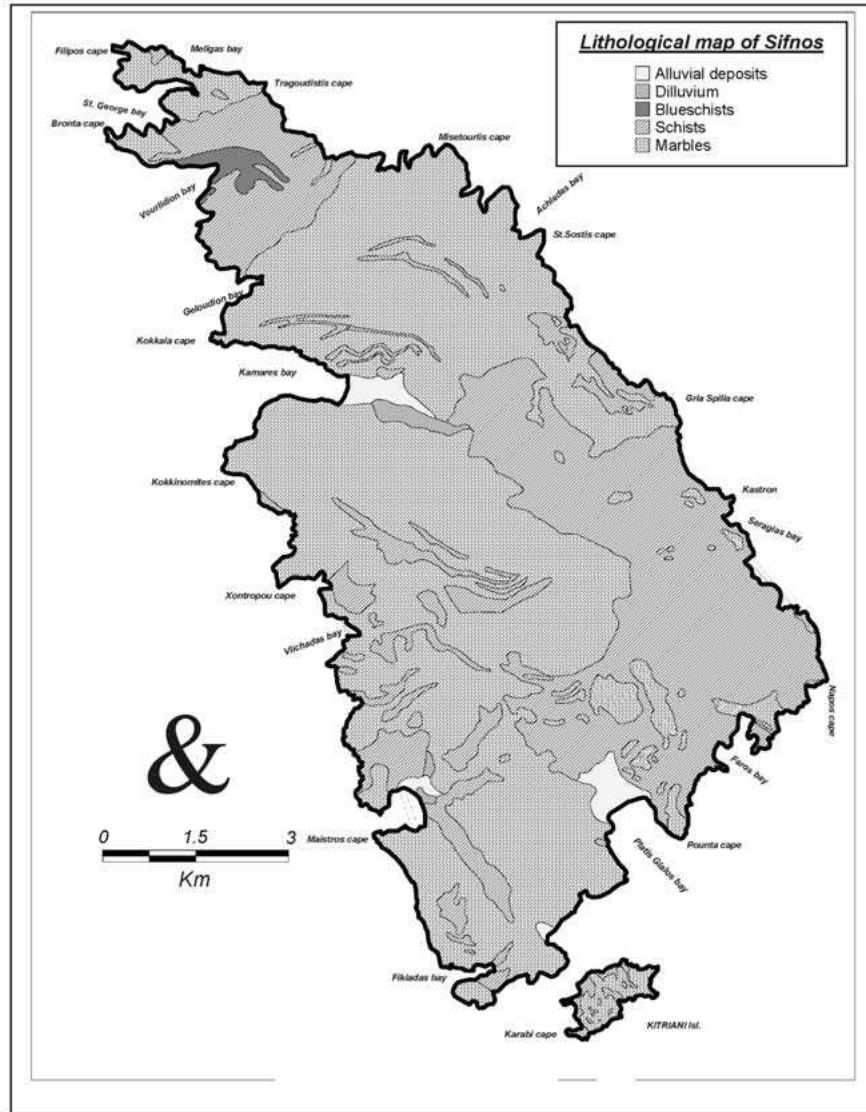 Lithological map of Sifnos
Alluvial deposits
Dilluvium
Blueschists
Schists
Marbles
Filipos cape
Meligas bay
Tragoudistis cape
St. George bay
Bronta cape
Misetourlis cape
Vourlidion bay
Achladas bay
St.Sostis cape
Geloudion bay
Kokkala cape
Kamares bay
Gria Spilia cape
Kokkinomites cape
Kastron
Seraglas bay
Xontropou cape
Vlichadas bay
Napos cape
&
Faros bay
0 1.5 3
Km
Maistros cape
Pounta cape
Platis Gialos bay
Fikladas bay
Karabi cape
KITRIANI Isl.